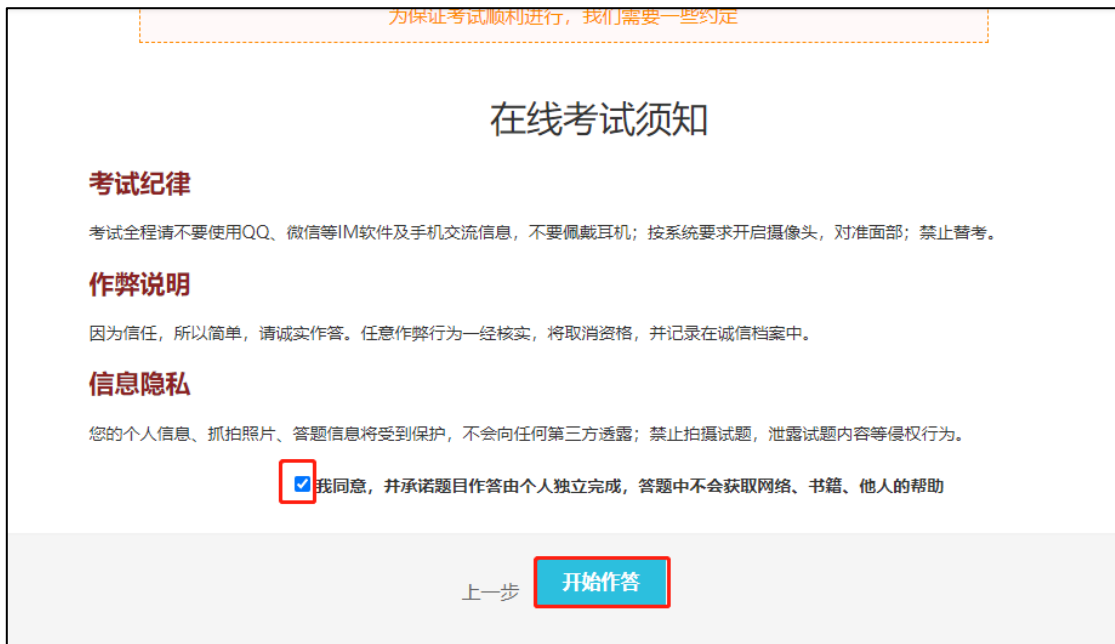 为保证考试顺利进行，我们需要一些约定
在线考试须知
考试纪律
考试全程请不要使用QQ、微信等IM软件及手机交流信息，不要佩戴耳机；按系统要求开启摄像头，对准面部；禁止替考。
作弊说明
因为信任，所以简单，请诚实作答。任意作弊行为一经核实，将取消资格，并记录在诚信档案中。
信息隐私
您的个人信息、抓拍照片、答题信息将受到保护，不会向任何第三方透露；禁止拍摄试题，泄露试题内容等侵权行为。
我同意，并承诺题目作答由个人独立完成，答题中不会获取网络、书籍、他人的帮助
上一步 开始作答